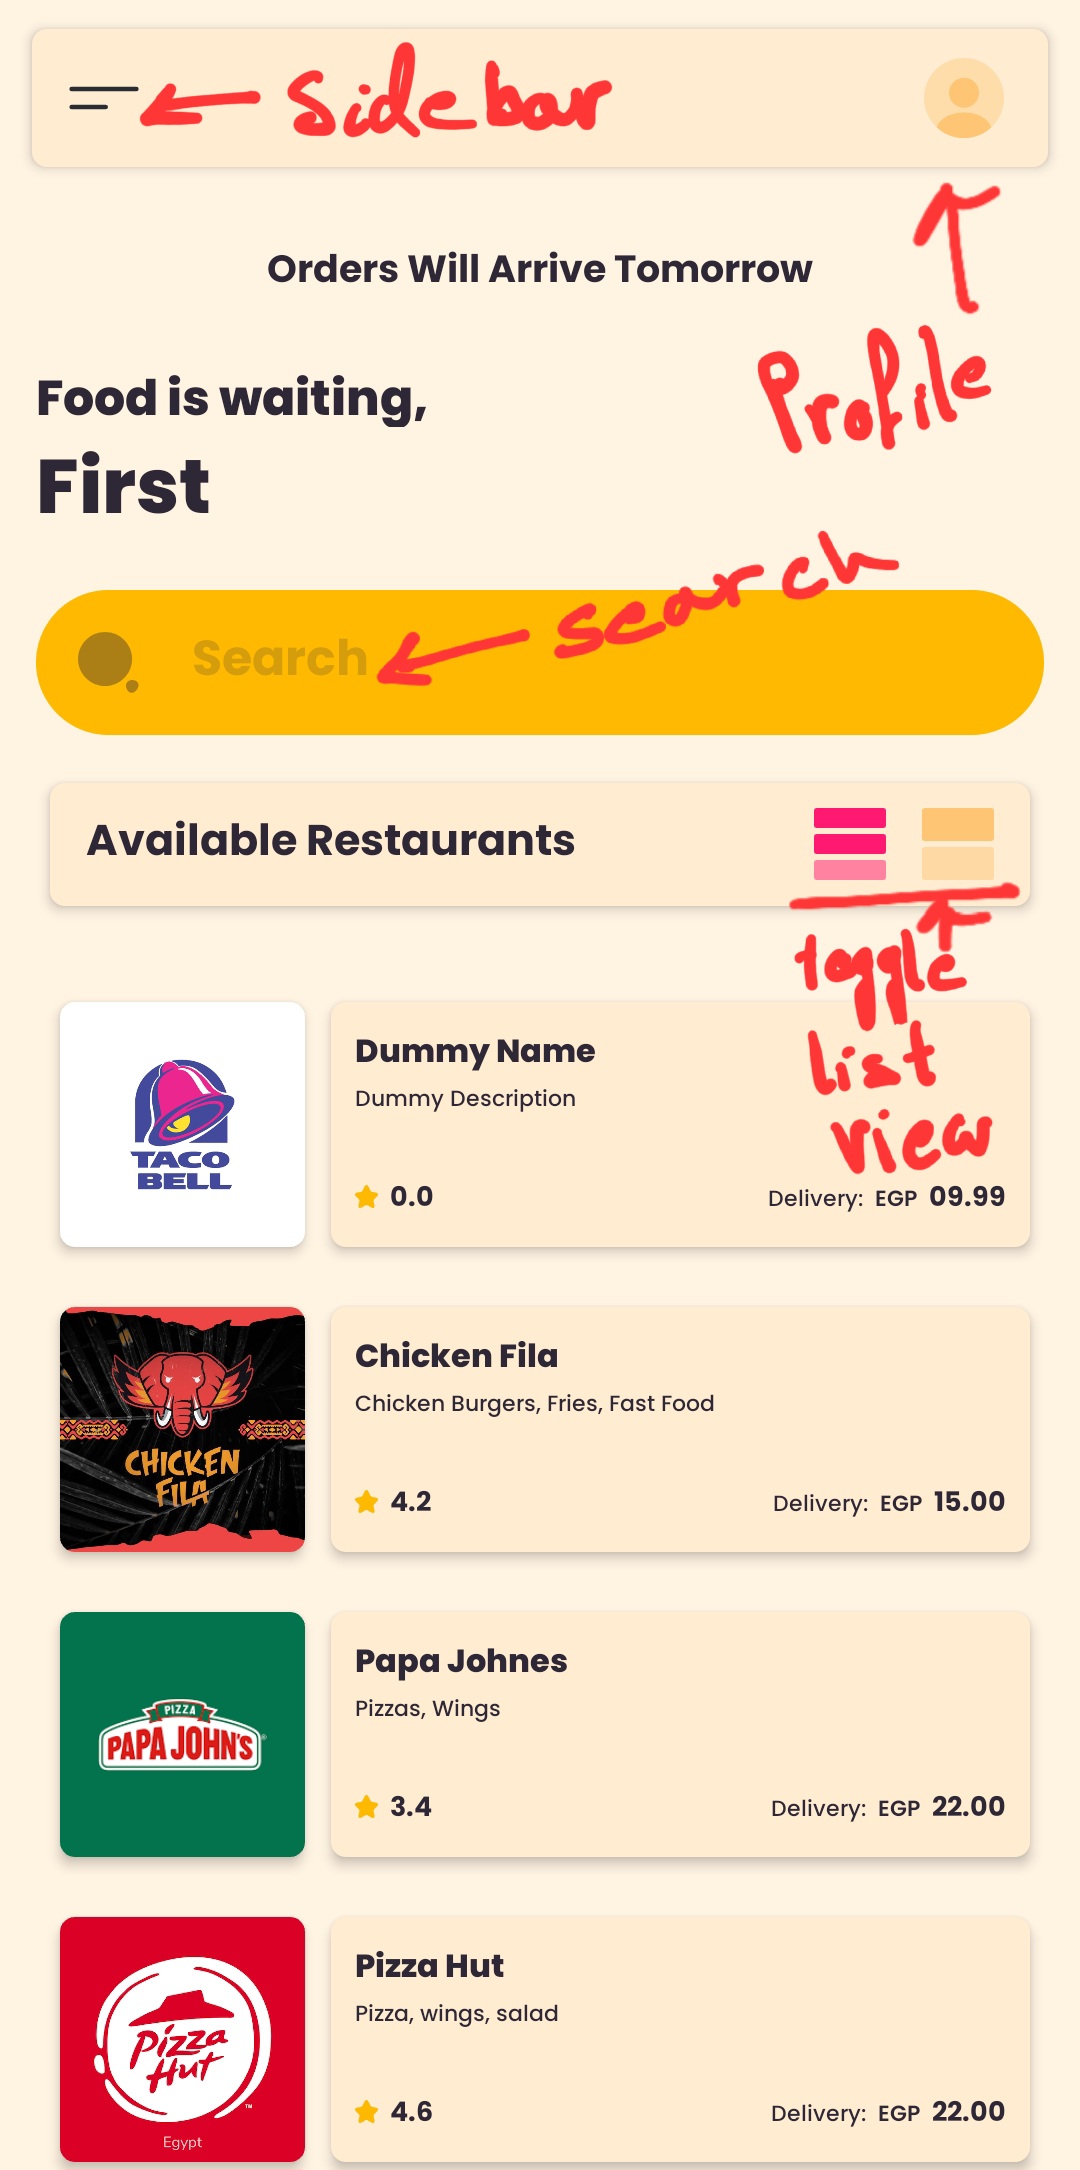 sidebar
Orders Will Arrive Tomorrow
Profile
Food is waiting,
First
search
Search
Available Restaurants
toggle
list
view
TACO
BELL
Dummy Name
Dummy Description
0.0
Delivery: EGP 09.99
CHICKEN
FILA
Chicken Fila
Chicken Burgers, Fries, Fast Food
4.2
Delivery: EGP 15.00
PIZZA
PAPA JOHN'S
Papa Johnes
Pizzas, Wings
3.4
Delivery: EGP 22.00
Pizza
Hut
™
Egypt
Pizza Hut
Pizza, wings, salad
4.6
Delivery: EGP 22.00